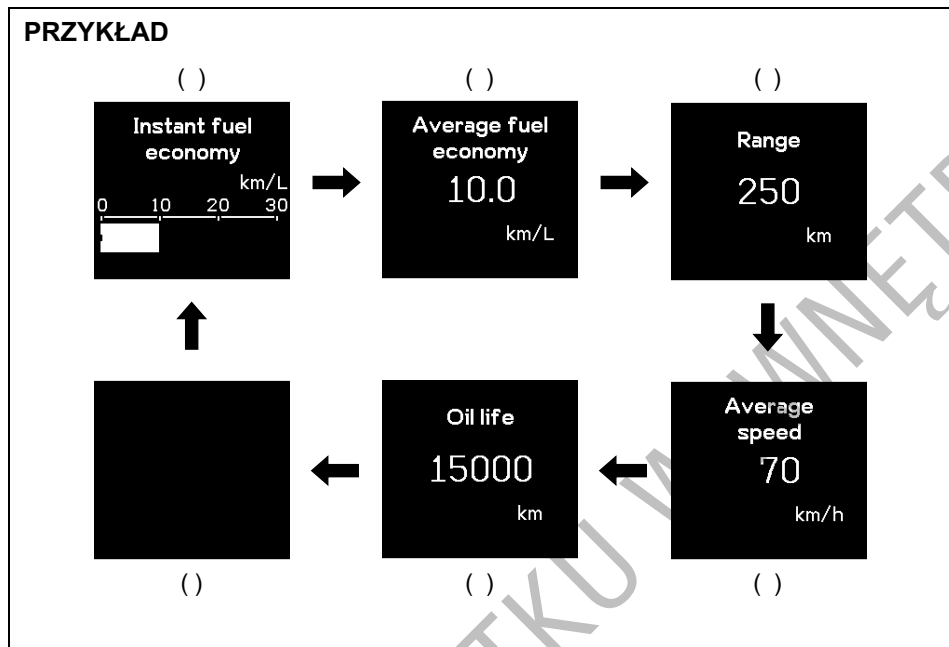 PRZYKŁAD
( ) ( ) ( )
Instant fuel
economy
km/L
0 10 20 30
Average fuel
economy
10.0
km/L
Range
250
km
Oil life
15000
km
Average
speed
70
km/h
( ) ( ) ( )